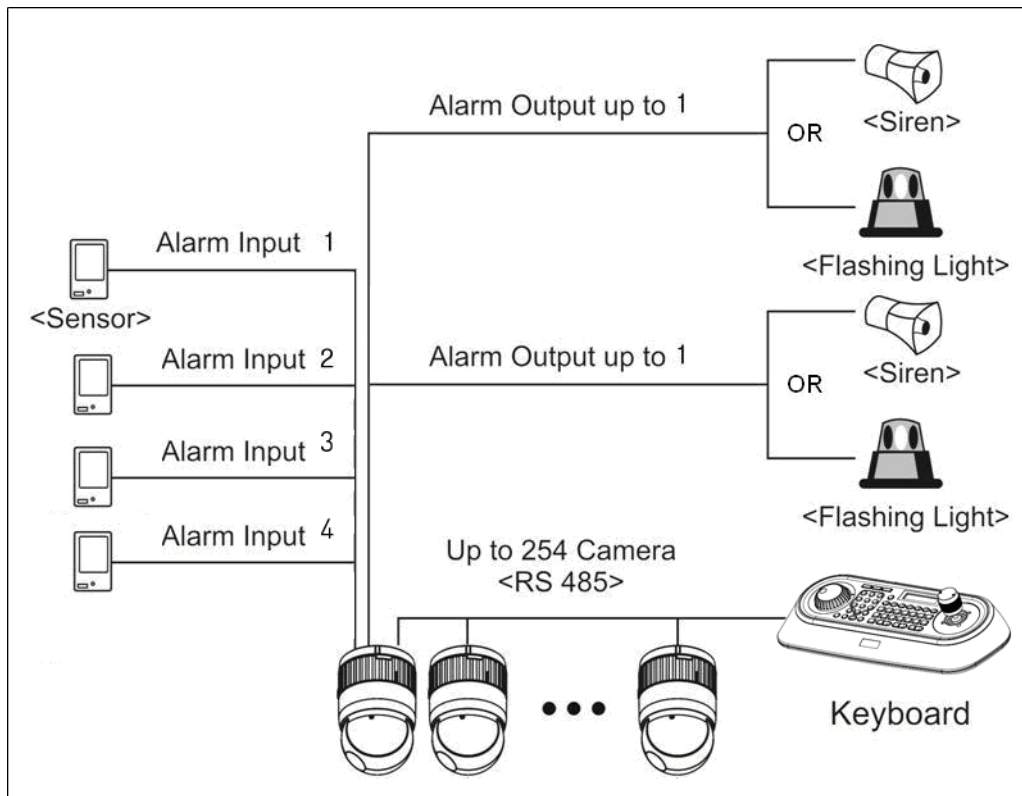 Alarm Output up to 1
OR
<Siren>
<Flashing Light>
Alarm Input 1
<Sensor>
Alarm Input 2
Alarm Input 3
Alarm Input 4
Alarm Output up to 1
OR
<Siren>
<Flashing Light>
Up to 254 Camera
<RS 485>
Keyboard